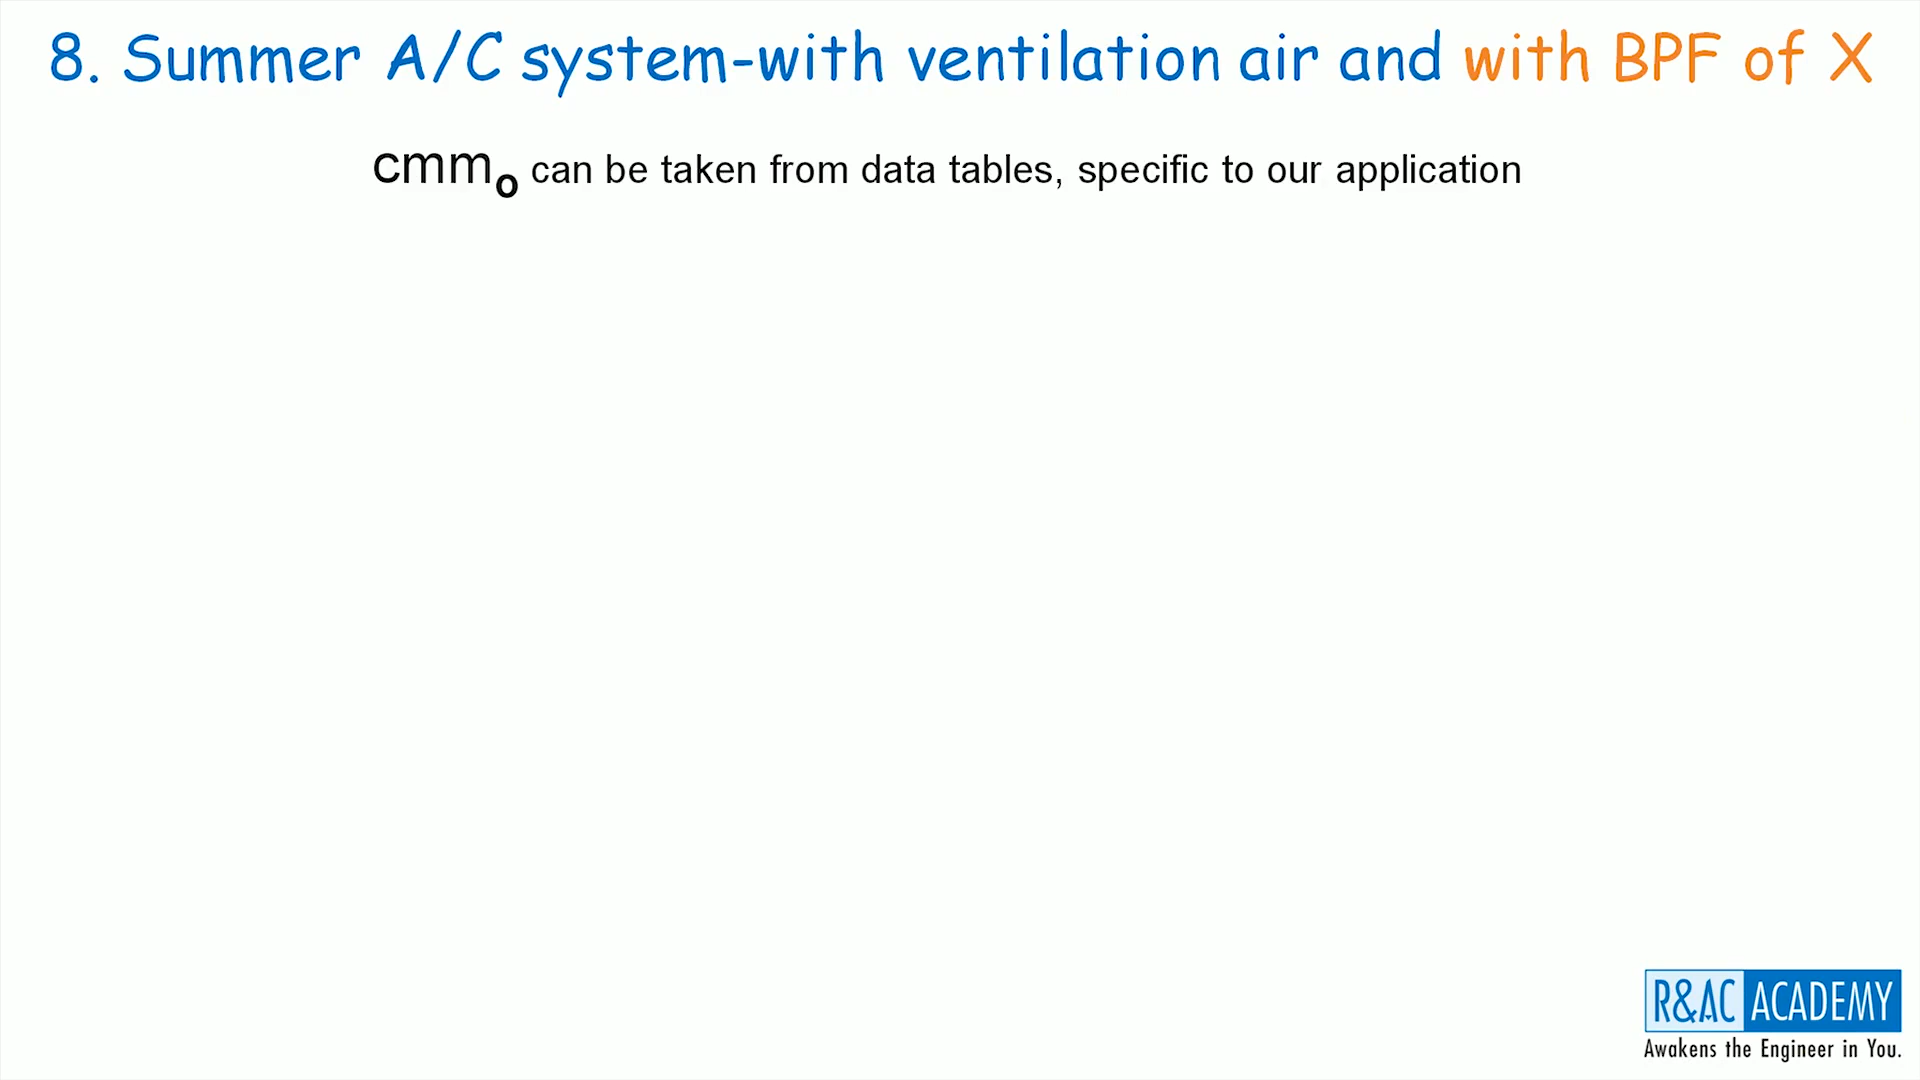 8. Summer A/C system-with ventilation air and with BPF of X
cmmo can be taken from data tables, specific to our application
R&AC ACADEMY
Awakens the Engineer in You.